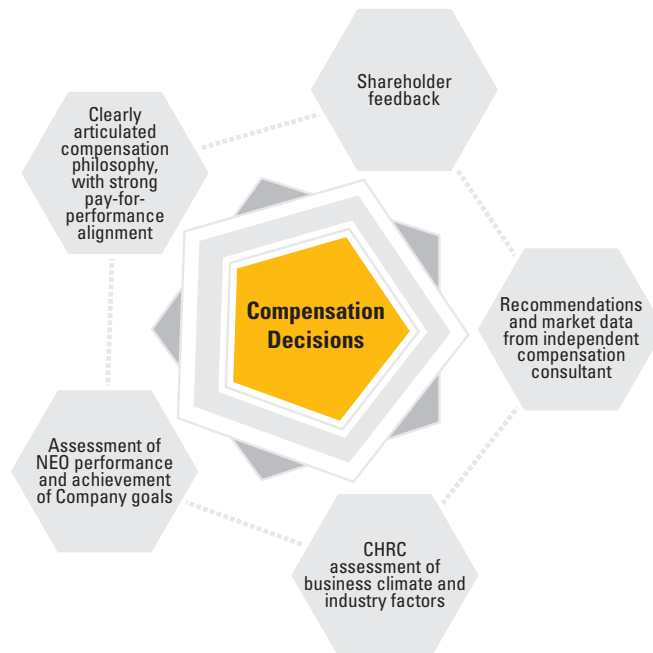 Shareholder
feedback
Clearly
articulated
compensation
philosophy,
with strong
pay-for-
performance
alignment
Compensation
Decisions
Recommendations
and market data
from independent
compensation
consultant
Assessment of
NEO performance
and achievement
of Company goals
CHRC
assessment of
business climate and
industry factors